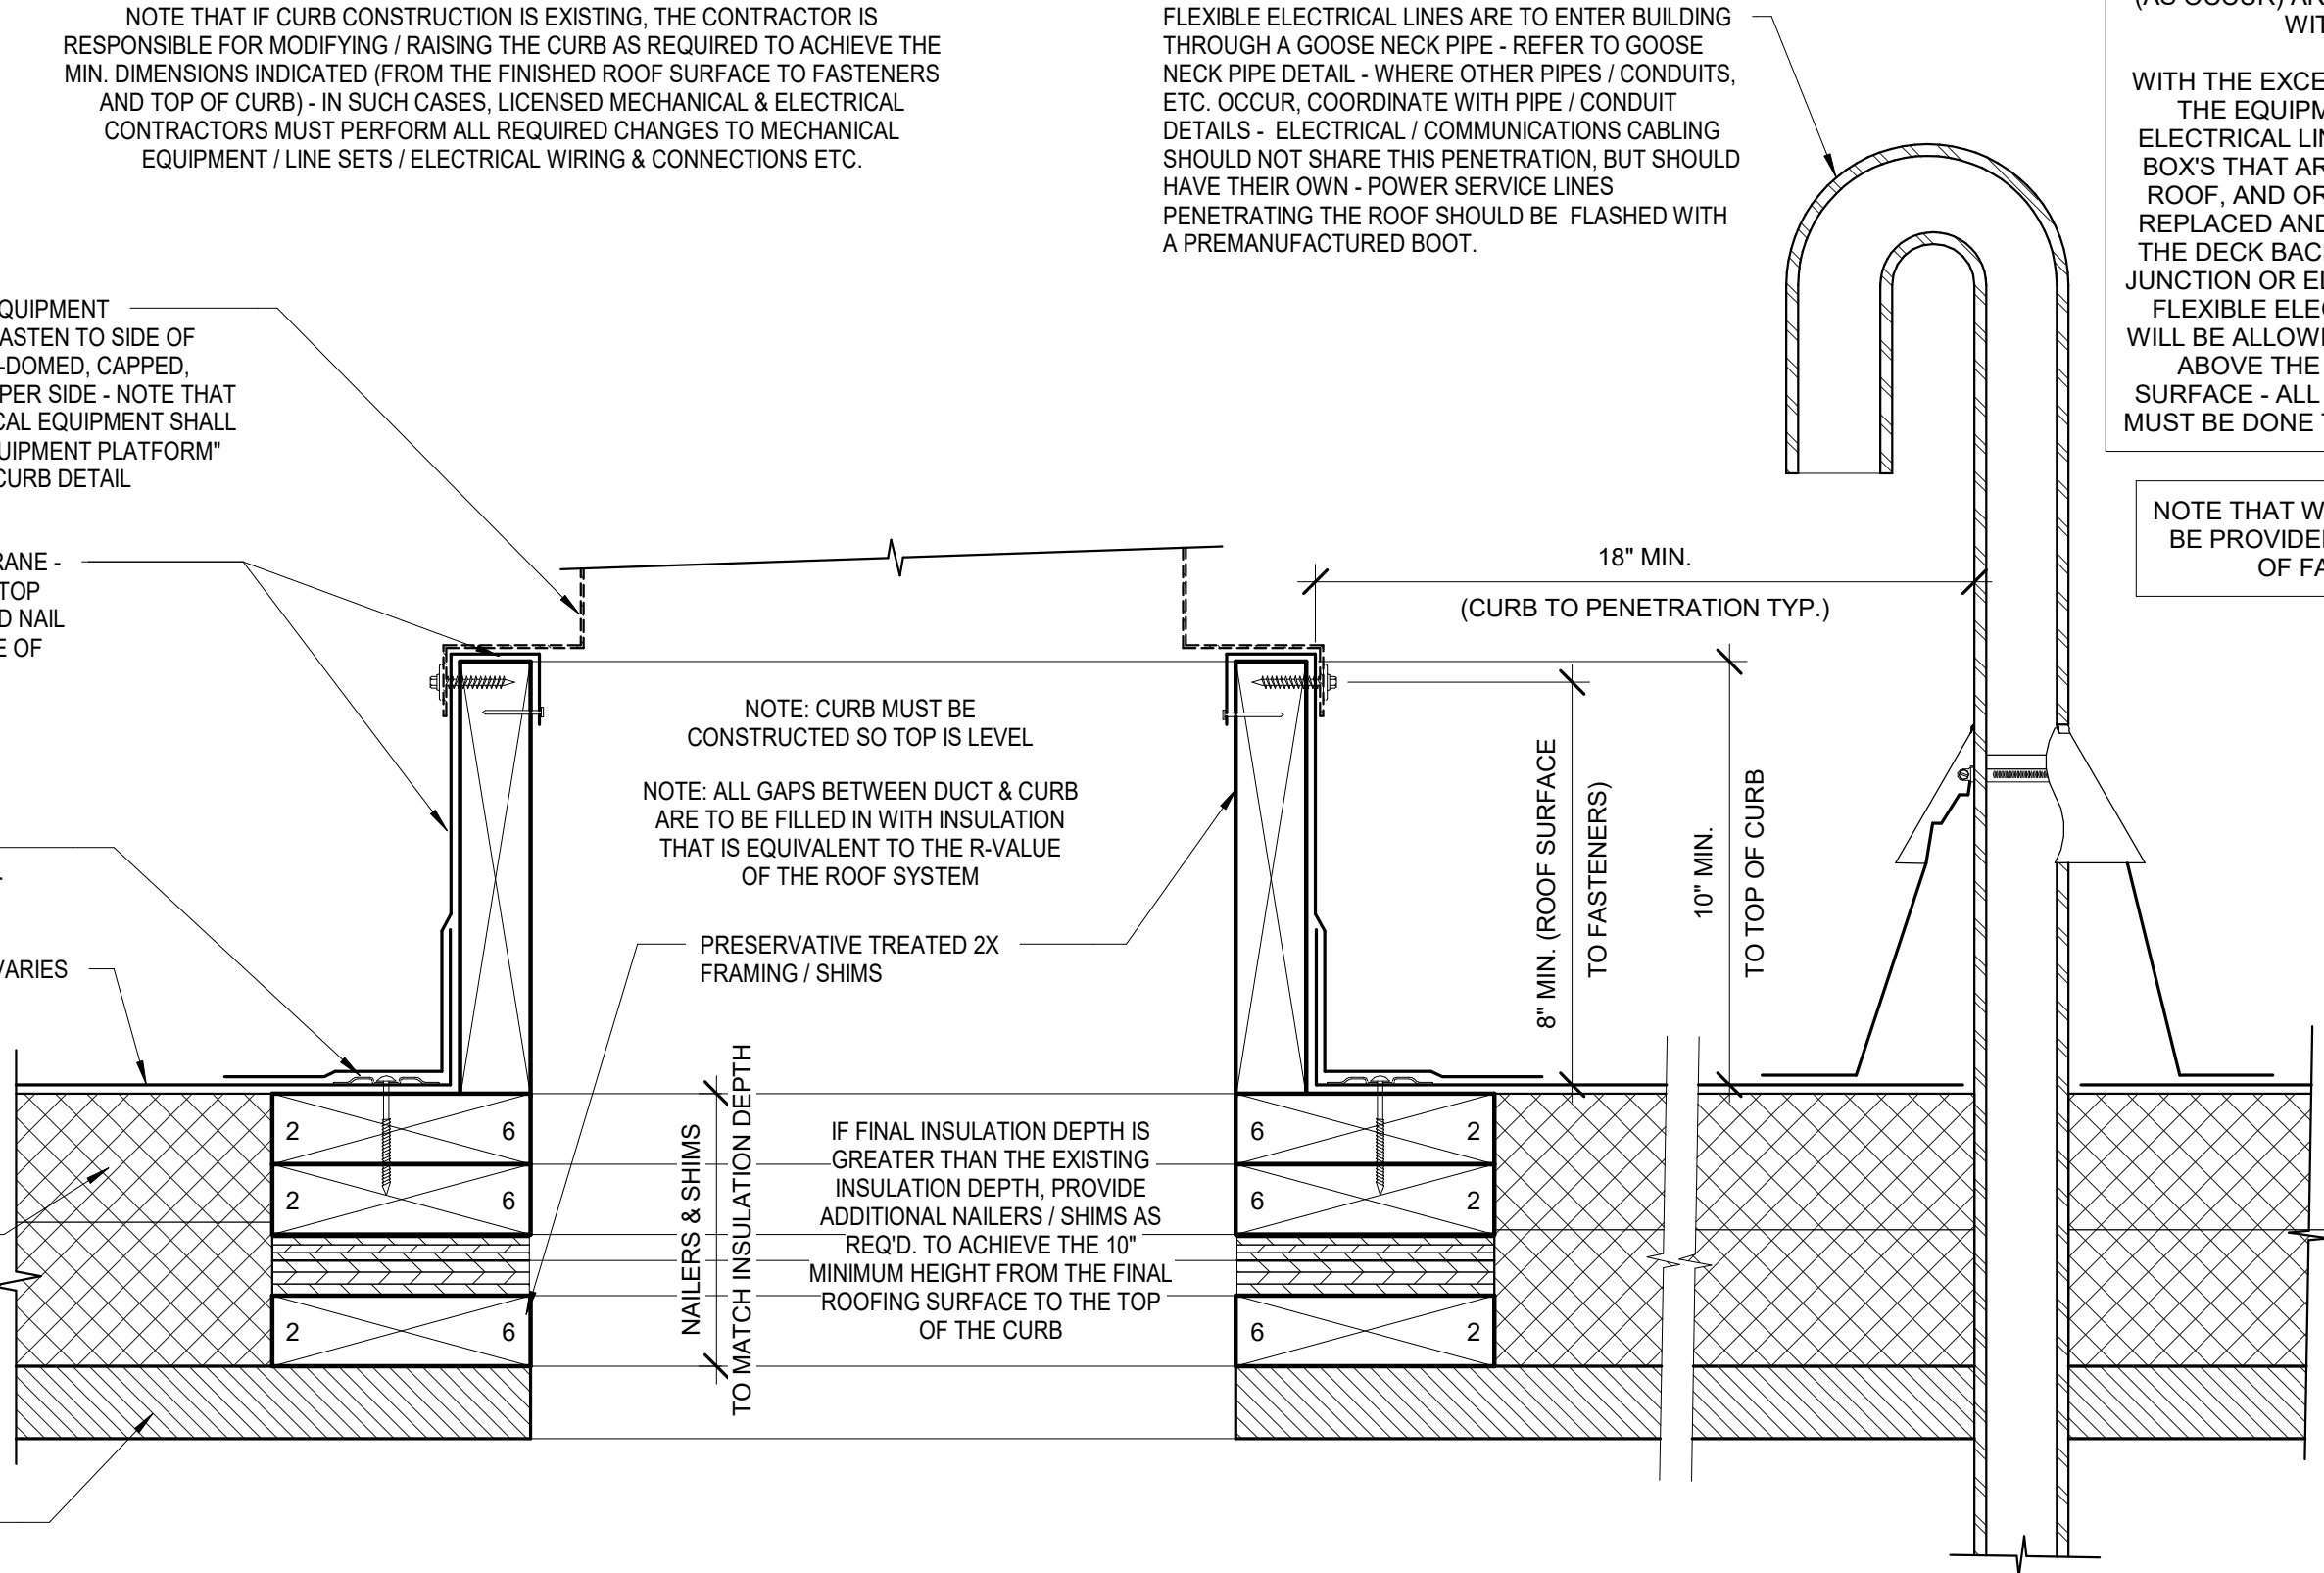 NOTE THAT IF CURB CONSTRUCTION IS EXISTING, THE CONTRACTOR IS
RESPONSIBLE FOR MODIFYING / RAISING THE CURB AS REQUIRED TO ACHIEVE THE
MIN. DIMENSIONS INDICATED (FROM THE FINISHED ROOF SURFACE TO FASTENERS
AND TOP OF CURB) - IN SUCH CASES, LICENSED MECHANICAL & ELECTRICAL
CONTRACTORS MUST PERFORM ALL REQUIRED CHANGES TO MECHANICAL
EQUIPMENT / LINE SETS / ELECTRICAL WIRING & CONNECTIONS ETC.
FLEXIBLE ELECTRICAL LINES ARE TO ENTER BUILDING
THROUGH A GOOSE NECK PIPE - REFER TO GOOSE
NECK PIPE DETAIL - WHERE OTHER PIPES / CONDUITS,
ETC. OCCUR, COORDINATE WITH PIPE / CONDUIT
DETAILS - ELECTRICAL / COMMUNICATIONS CABLING
SHOULD NOT SHARE THIS PENETRATION, BUT SHOULD
HAVE THEIR OWN - POWER SERVICE LINES
PENETRATING THE ROOF SHOULD BE FLASHED WITH
A PREMANUFACTURED BOOT.
(AS OCCUR)
WITH THE
THE
ELECTRICAL
BOX'S THAT
ROOF, AND OR
REPLACED AND
THE DECK
JUNCTION OR
FLEXIBLE
WILL BE
ABOVE THE
SURFACE - ALL
MUST BE DONE
NOTE THAT
BE
OF
QUIPMENT
ASTEN TO SIDE OF
-DOMED, CAPPED,
PER SIDE - NOTE THAT
CAL EQUIPMENT SHALL
UIPMENT PLATFORM"
CURB DETAIL
RANE -
TOP
D NAIL
E OF
VARIES
18" MIN.
(CURB TO PENETRATION TYP.)
NOTE: CURB MUST BE
CONSTRUCTED SO TOP IS LEVEL
NOTE: ALL GAPS BETWEEN DUCT & CURB
ARE TO BE FILLED IN WITH INSULATION
THAT IS EQUIVALENT TO THE R-VALUE
OF THE ROOF SYSTEM
PRESERVATIVE TREATED 2X
FRAMING / SHIMS
8" MIN. (ROOF SURFACE
TO FASTENERS)
10" MIN.
TO TOP OF CURB
NAILERS & SHIMS
TO MATCH INSULATION DEPTH
IF FINAL INSULATION DEPTH IS
GREATER THAN THE EXISTING
INSULATION DEPTH, PROVIDE
ADDITIONAL NAILERS / SHIMS AS
REQ'D. TO ACHIEVE THE 10"
MINIMUM HEIGHT FROM THE FINAL
ROOFING SURFACE TO THE TOP
OF THE CURB
2 6
2 6
2 6
6 2
6 2
6 2